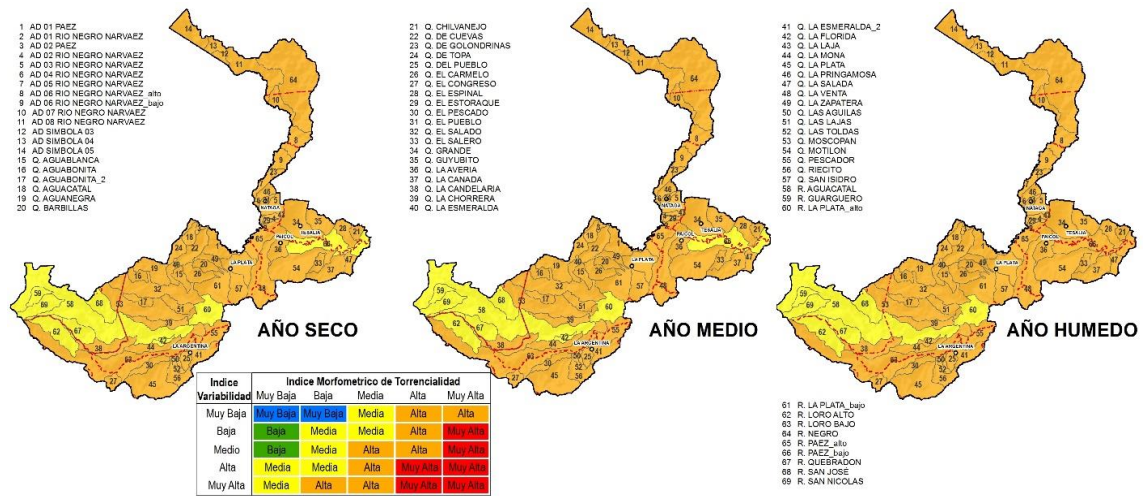 1 AD 01 PAEZ
2 AD 01 RIO NEGRO NARVAEZ
3 AD 02 PAEZ
4 AD 02 RIO NEGRO NARVAEZ
5 AD 03 RIO NEGRO NARVAEZ
6 AD 04 RIO NEGRO NARVAEZ
7 AD 05 RIO NEGRO NARVAEZ
8 AD 06 RIO NEGRO NARVAEZ_alto
9 AD 06 RIO NEGRO NARVAEZ_bajo
10 AD 07 RIO NEGRO NARVAEZ
11 AD 08 RIO NEGRO NARVAEZ
12 AD SIMBOLA 03
13 AD SIMBOLA 04
14 AD SIMBOLA 05
15 Q. AGUABLANCA
16 Q. AGUABONITA
17 Q. AGUABONITA_2
18 Q. AGUACATAL
19 Q. AGUANEGRA
20 Q. BARBILLAS
21 Q. CHILVANEJO
22 Q. DE CUEVAS
23 Q. DE GOLONDRINAS
24 Q. DE TOPA
25 Q. DEL PUEBLO
26 Q. EL CARMELO
27 Q. EL CONGRESO
28 Q. EL ESPINAL
29 Q. EL ESTORAQUE
30 Q. EL PESCADO
31 Q. EL PUEBLO
32 Q. EL SALADO
33 Q. EL SALERO
34 Q. GRANDE
35 Q. GUYUBITO
36 Q. LA AVERIA
37 Q. LA CANADA
38 Q. LA CANDELARIA
39 Q. LA CHORRERA
40 Q. LA ESMERALDA
41 Q. LA ESMERALDA_2
42 Q. LA FLORIDA
43 Q. LA LAJA
44 Q. LA MONA
45 Q. LA PLATA
46 Q. LA PRINGAMOSA
47 Q. LA SALADA
48 Q. LA VENTA
49 Q. LA ZAPATERA
50 Q. LAS AGUILAS
51 Q. LAS LAJAS
52 Q. LAS TOLDAS
53 Q. MOSCOPAN
54 Q. MOTILON
55 Q. PESCADOR
56 Q. RIECITO
57 Q. SAN ISIDRO
58 R. AGUACATAL
59 R. GUARGUERO
60 R. LA PLATA_alto
NATAGA
PAICOL
TESALIA
LA PLATA
LA ARGENTINA
AÑO SECO
NATAGA
PAICOL
TESALIA
LA PLATA
LA ARGENTINA
AÑO MEDIO
NATAGA
PAICOL
TESALIA
LA PLATA
LA ARGENTINA
AÑO HUMEDO
61 R. LA PLATA_bajo
62 R. LORO ALTO
63 R. LORO BAJO
64 R. NEGRO
65 R. PAEZ_alto
66 R. PAEZ_bajo
67 R. QUEBRADON
68 R. SAN JOSÉ
69 R. SAN NICOLAS
Indice Variabilidad Indice Morfometrico de Torrencialidad
Muy Baja Baja Media Alta Muy Alta
Muy Baja Muy Baja Muy Baja Media Alta Alta
Baja Baja Media Media Alta Muy Alta
Medio Baja Media Alta Alta Muy Alta
Alta Media Media Alta Muy Alta Muy Alta
Muy Alta Media Alta Alta Muy Alta Muy Alta